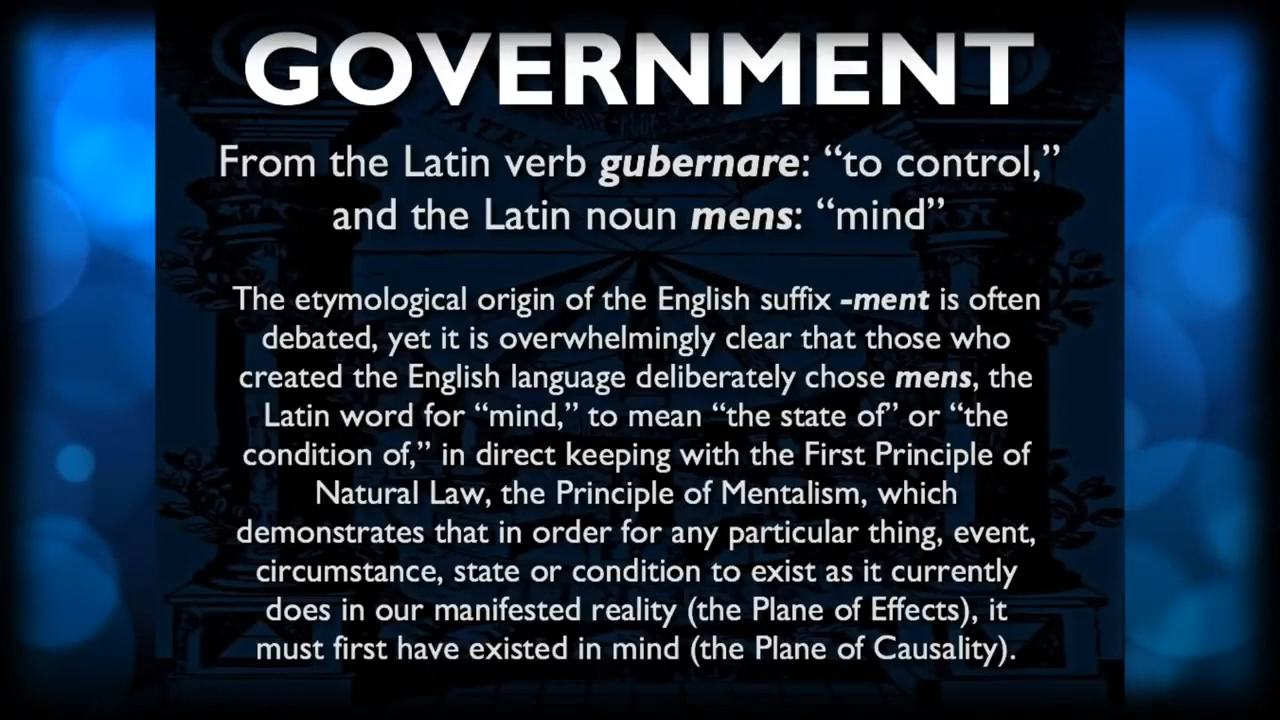 GOVERNMENT
From the Latin verb gubernare: “to control,”
and the Latin noun mens: “mind”
The etymological origin of the English suffix -ment is often
debated, yet it is overwhelmingly clear that those who
created the English language deliberately chose mens, the
Latin word for “mind,” to mean “the state of” or “the
condition of,” in direct keeping with the First Principle of
Natural Law, the Principle of Mentalism, which
demonstrates that in order for any particular thing, event,
circumstance, state or condition to exist as it currently
does in our manifested reality (the Plane of Effects), it
must first have existed in mind (the Plane of Causality).